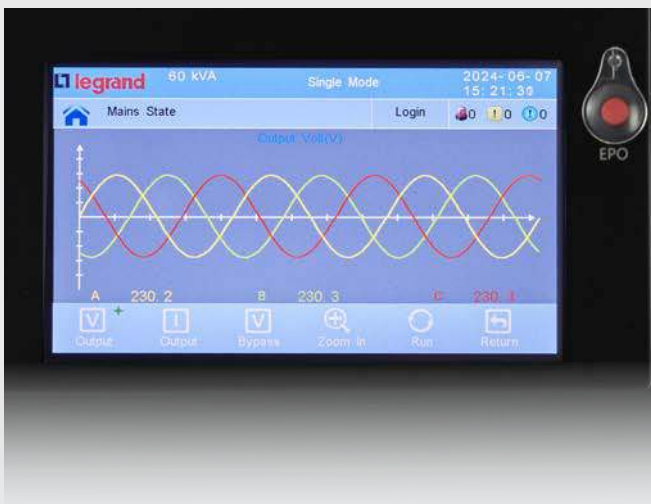 legrand 60 kVA Single Mode 2024-06-07
15:21:30
Mains State Login 0 ! 0 0
Output Volt(V)
A 230.2 B 230.3 C 230.1
V I V
Output Output Bypass Zoom In Run Return
EPO